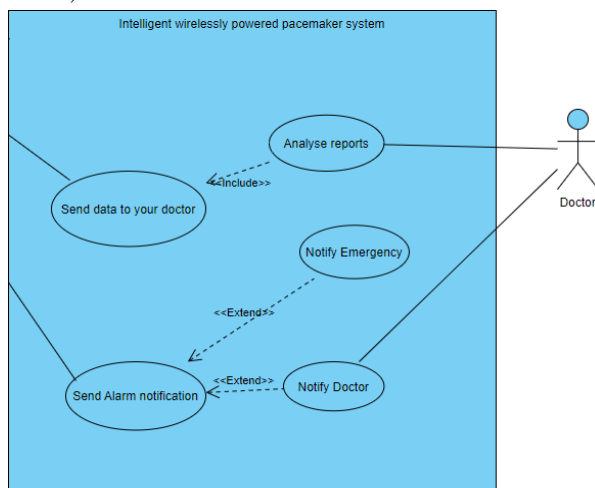 Intelligent wirelessly powered pacemaker system
Analyse reports
<<Include>>
Send data to your doctor
Doctor
Notify Emergency
<<Extend>>
<<Extend>>
Notify Doctor
Send Alarm notification